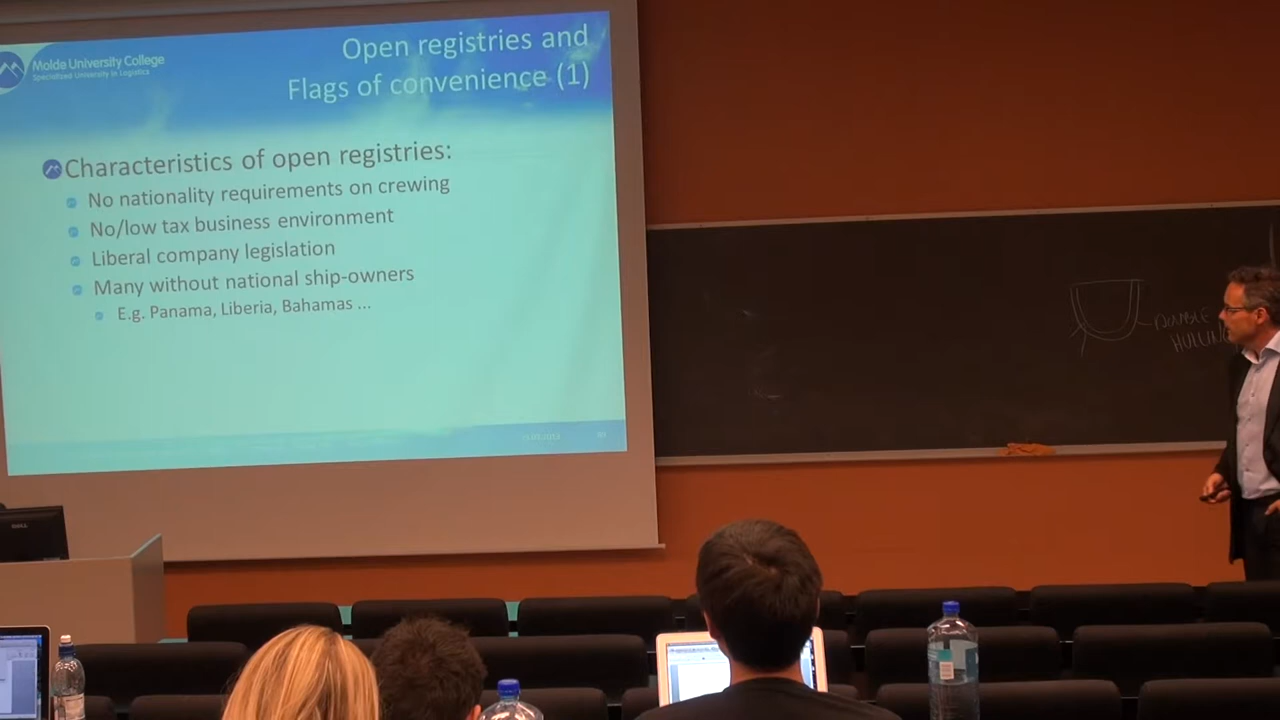 Molde University College
Specialized University in Logistics
Open registries and
Flags of convenience (1)
Characteristics of open registries:
No nationality requirements on crewing
No/low tax business environment
Liberal company legislation
Many without national ship-owners
E.g. Panama, Liberia, Bahamas ...
DOUBLE
DELL